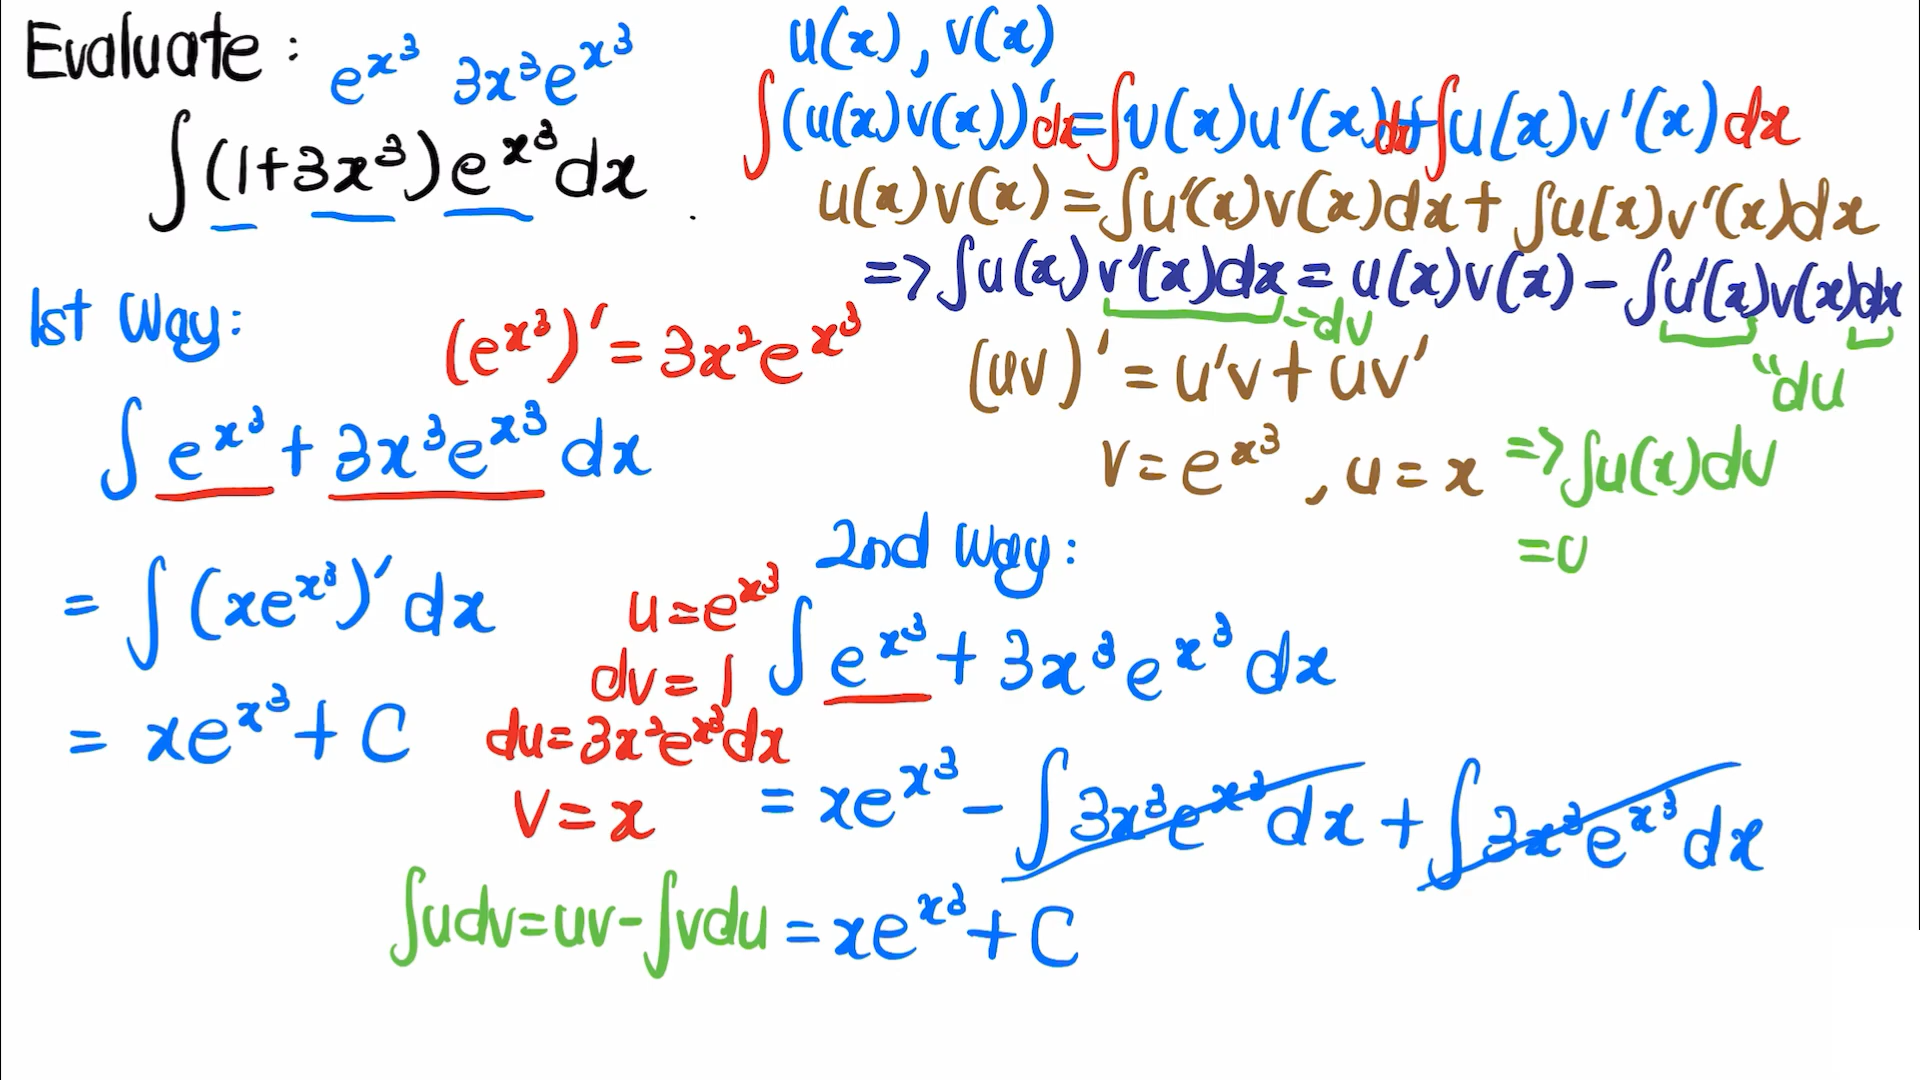 Evaluate:
e^{x^3} 3x^3e^{x^3}
∫(1+3x^3)e^{x^3}dx
u(x), v(x)
∫(u(x)v(x))'dx=∫v(x)u'(x)dx+∫u(x)v'(x)dx
u(x)v(x)=∫u'(x)v(x)dx+∫u(x)v'(x)dx
=>∫u(x)v'(x)dx=u(x)v(x)-∫u'(x)v(x)dx
=dv
"du
(uv)'=u'v+uv'
v=e^{x^3}, u=x
=>∫u(x)dv
=u
1st Way:
(e^{x^3})'=3x^2e^{x^3}
∫e^{x^3}+3x^3e^{x^3}dx
=∫(xe^{x^3})'dx
=xe^{x^3}+C
2nd Way:
u=e^{x^3}
dv=1
du=3x^2e^{x^3}dx
v=x
∫e^{x^3}+3x^3e^{x^3}dx
=xe^{x^3}-∫3x^3e^{x^3}dx+∫3x^3e^{x^3}dx
∫udv=uv-∫vdu
=xe^{x^3}+C